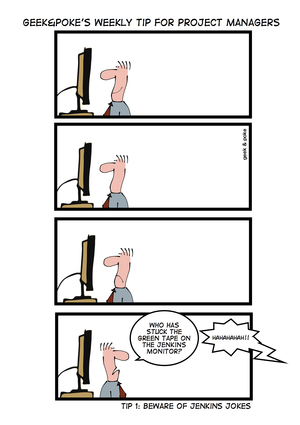 GEEK&POKE'S WEEKLY TIP FOR PROJECT MANAGERS
geek & poke
WHO HAS
STUCK THE
GREEN TAPE ON
THE JENKINS
MONITOR?
HAHAHAHAH!!
TIP 1: BEWARE OF JENKINS JOKES